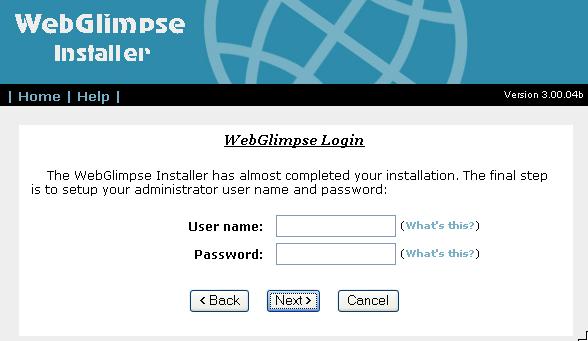 WebGlimpse
Installer
| Home | Help |
Version 3.00.04b
WebGlimpse Login
The WebGlimpse Installer has almost completed your installation. The final step
is to setup your administrator user name and password:
User name: (What's this?)
Password: (What's this?)
< Back Next > Cancel